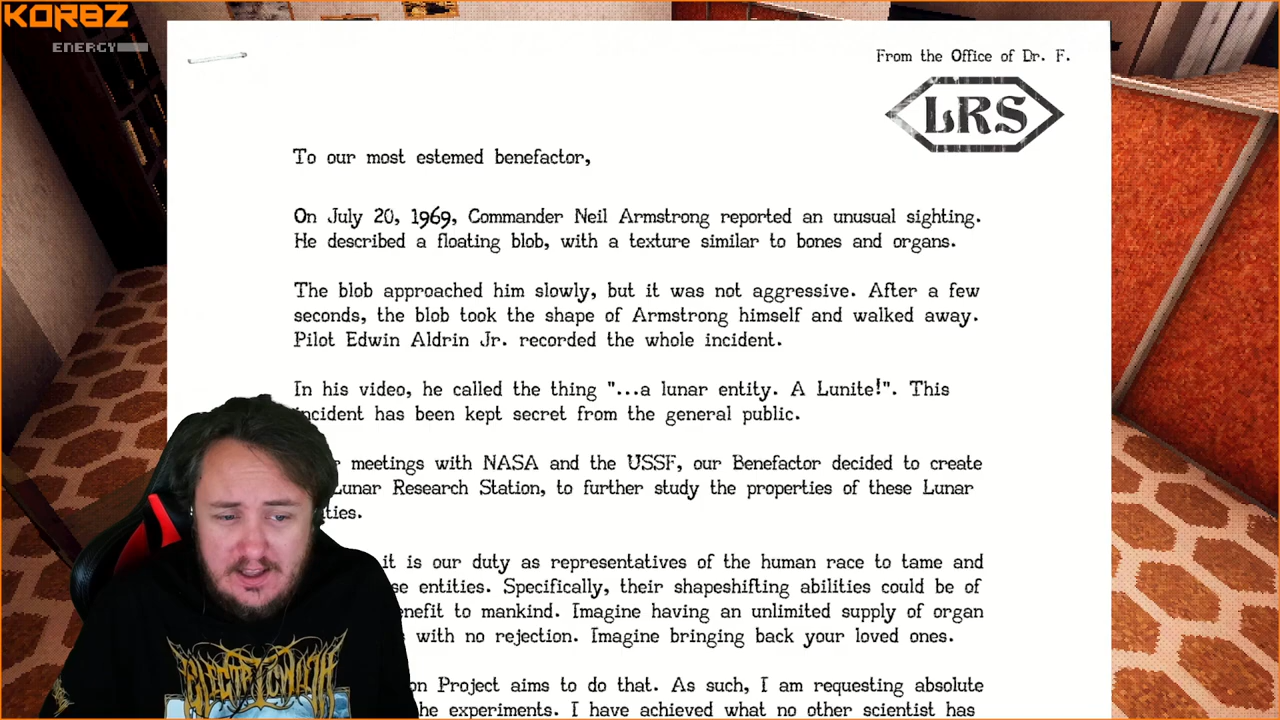 KORBZ
ENERGY
From the Office of Dr. F.
LRS
To our most estemed benefactor,
On July 20, 1969, Commander Neil Armstrong reported an unusual sighting.
He described a floating blob, with a texture similar to bones and organs.
The blob approached him slowly, but it was not aggressive. After a few
seconds, the blob took the shape of Armstrong himself and walked away.
Pilot Edwin Aldrin Jr. recorded the whole incident.
In his video, he called the thing "...a lunar entity. A Lunite!". This
incident has been kept secret from the general public.
meetings with NASA and the USSF, our Benefactor decided to create
Lunar Research Station, to further study the properties of these Lunar
it is our duty as representatives of the human race to tame and
entities. Specifically, their shapeshifting abilities could be of
to mankind. Imagine having an unlimited supply of organ
with no rejection. Imagine bringing back your loved ones.
Project aims to do that. As such, I am requesting absolute
experiments. I have achieved what no other scientist has